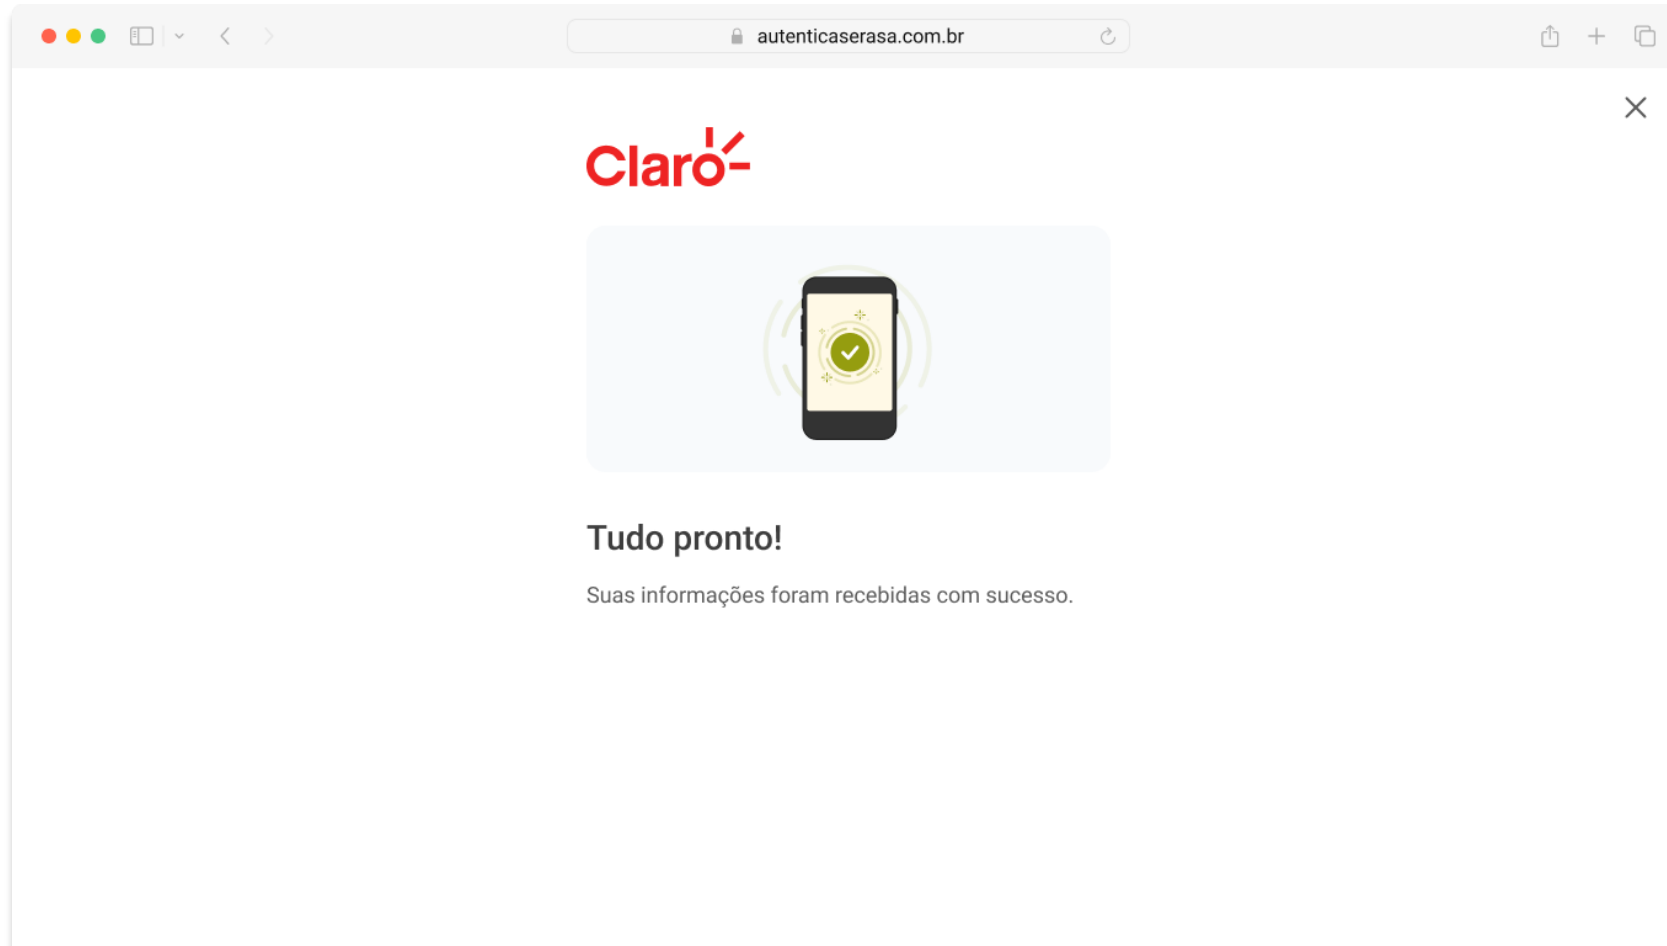 autenticaserasa.com.br
Claro
Tudo pronto!
Suas informações foram recebidas com sucesso.